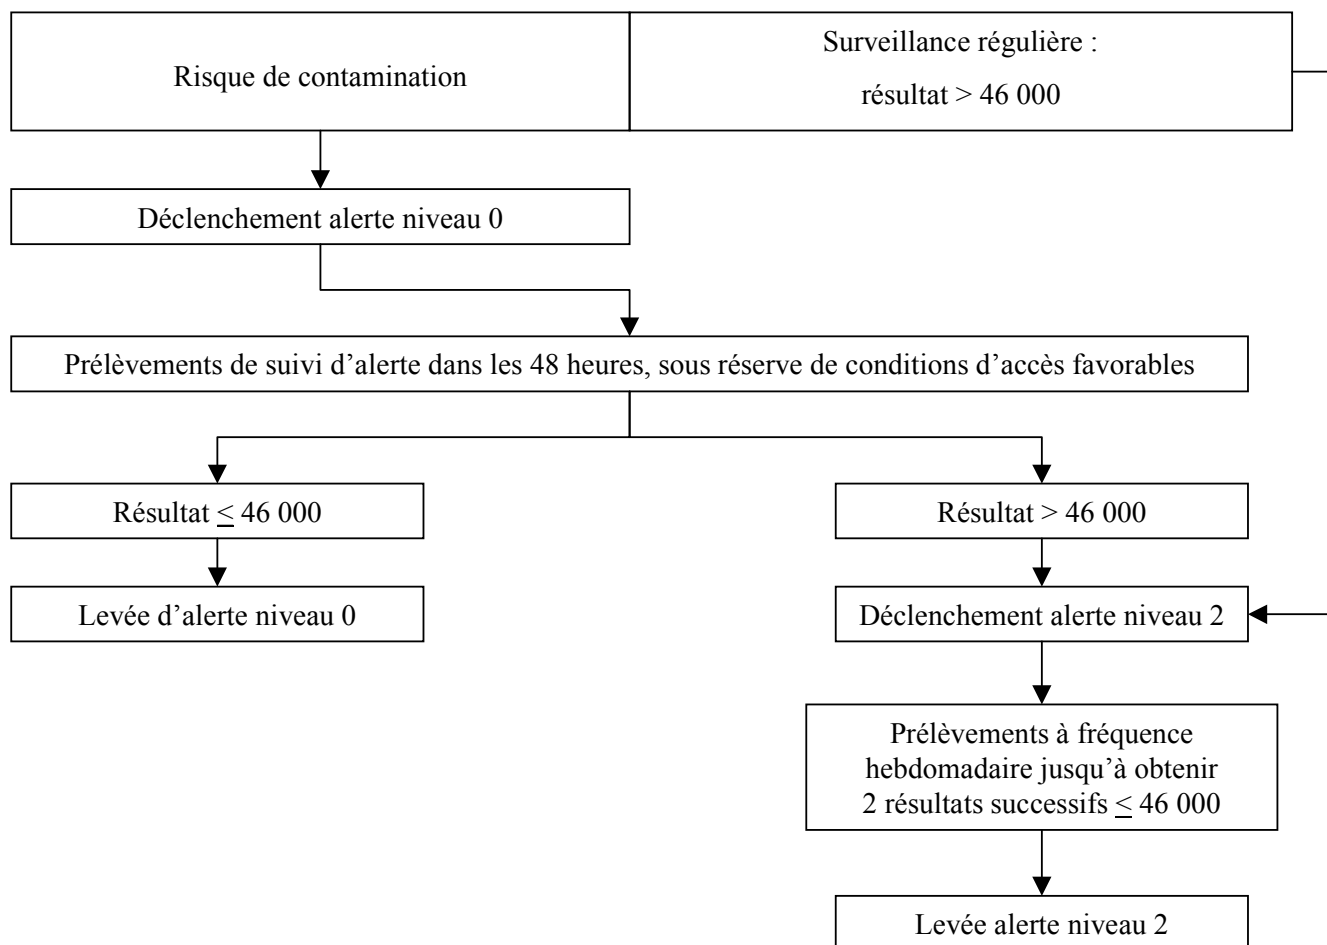 Risque de contamination
Surveillance régulière :
résultat > 46 000
Déclenchement alerte niveau 0
Prélèvements de suivi d’alerte dans les 48 heures, sous réserve de conditions d’accès favorables
Résultat ≤ 46 000
Résultat > 46 000
Levée d’alerte niveau 0
Déclenchement alerte niveau 2
Prélèvements à fréquence
hebdomadaire jusqu’à obtenir
2 résultats successifs ≤ 46 000
Levée alerte niveau 2